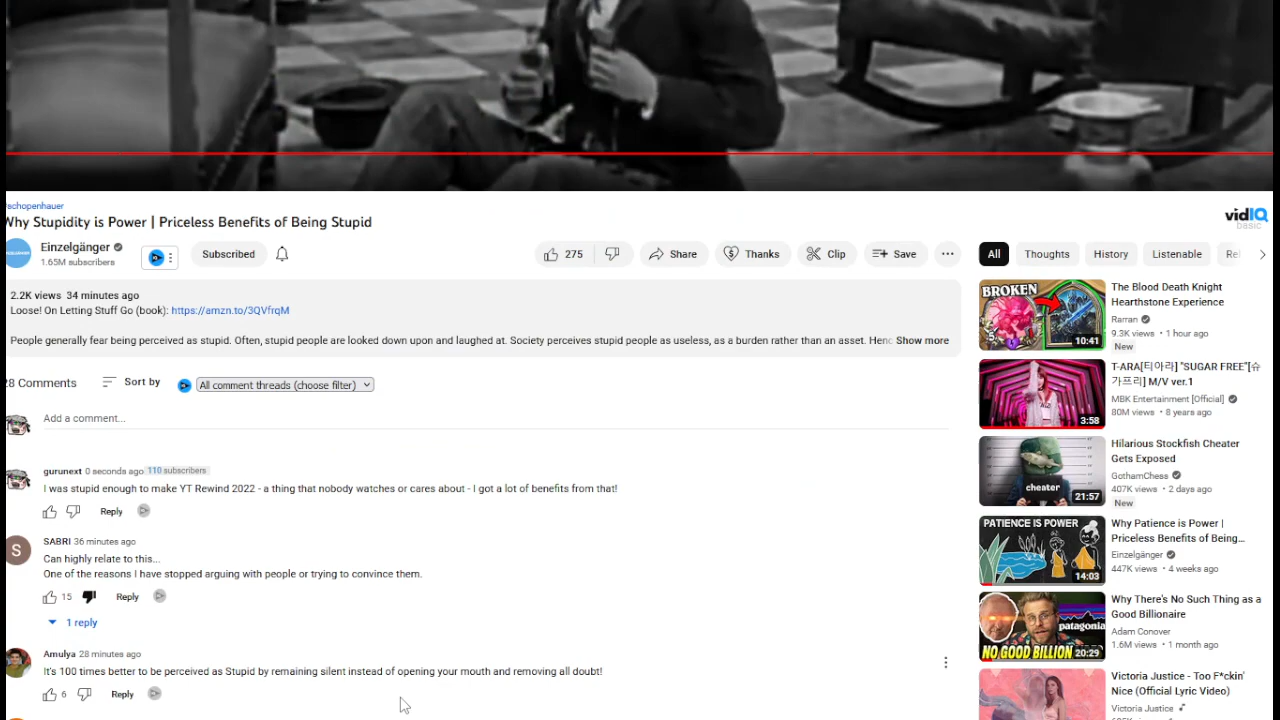 #schopenhauer
Why Stupidity is Power | Priceless Benefits of Being Stupid
Einzelgänger
1.65M subscribers
Subscribed
275
Share
Thanks
Clip
Save
2.2K views 34 minutes ago
Loose! On Letting Stuff Go (book): https://amzn.to/3QVfrqM
People generally fear being perceived as stupid. Often, stupid people are looked down upon and laughed at. Society perceives stupid people as useless, as a burden rather than an asset. Henc Show more
28 Comments
Sort by
All comment threads (choose filter)
Add a comment...
gurunext 0 seconds ago 110 subscribers
I was stupid enough to make YT Rewind 2022 - a thing that nobody watches or cares about - I got a lot of benefits from that!
Reply
S
SABRI 36 minutes ago
Can highly relate to this...
One of the reasons I have stopped arguing with people or trying to convince them.
15
Reply
1 reply
Amulya 28 minutes ago
It's 100 times better to be perceived as Stupid by remaining silent instead of opening your mouth and removing all doubt!
6
Reply
vidIQ
basic
All
Thoughts
History
Listenable
Re
BROKEN
10:41
The Blood Death Knight
Hearthstone Experience
Rarran
9.3K views • 1 hour ago
New
3:58
T-ARA[티아라] "SUGAR FREE"[슈
가프리] M/V ver.1
MBK Entertainment [Official]
80M views • 8 years ago
cheater
21:57
Hilarious Stockfish Cheater
Gets Exposed
GothamChess
407K views • 2 days ago
New
PATIENCE IS POWER
14:03
Why Patience is Power |
Priceless Benefits of Being...
Einzelgänger
447K views • 4 weeks ago
patagonia
NO GOOD BILLION
20:29
Why There's No Such Thing as a
Good Billionaire
Adam Conover
1.6M views • 1 month ago
Victoria Justice - Too F*ckin'
Nice (Official Lyric Video)
Victoria Justice